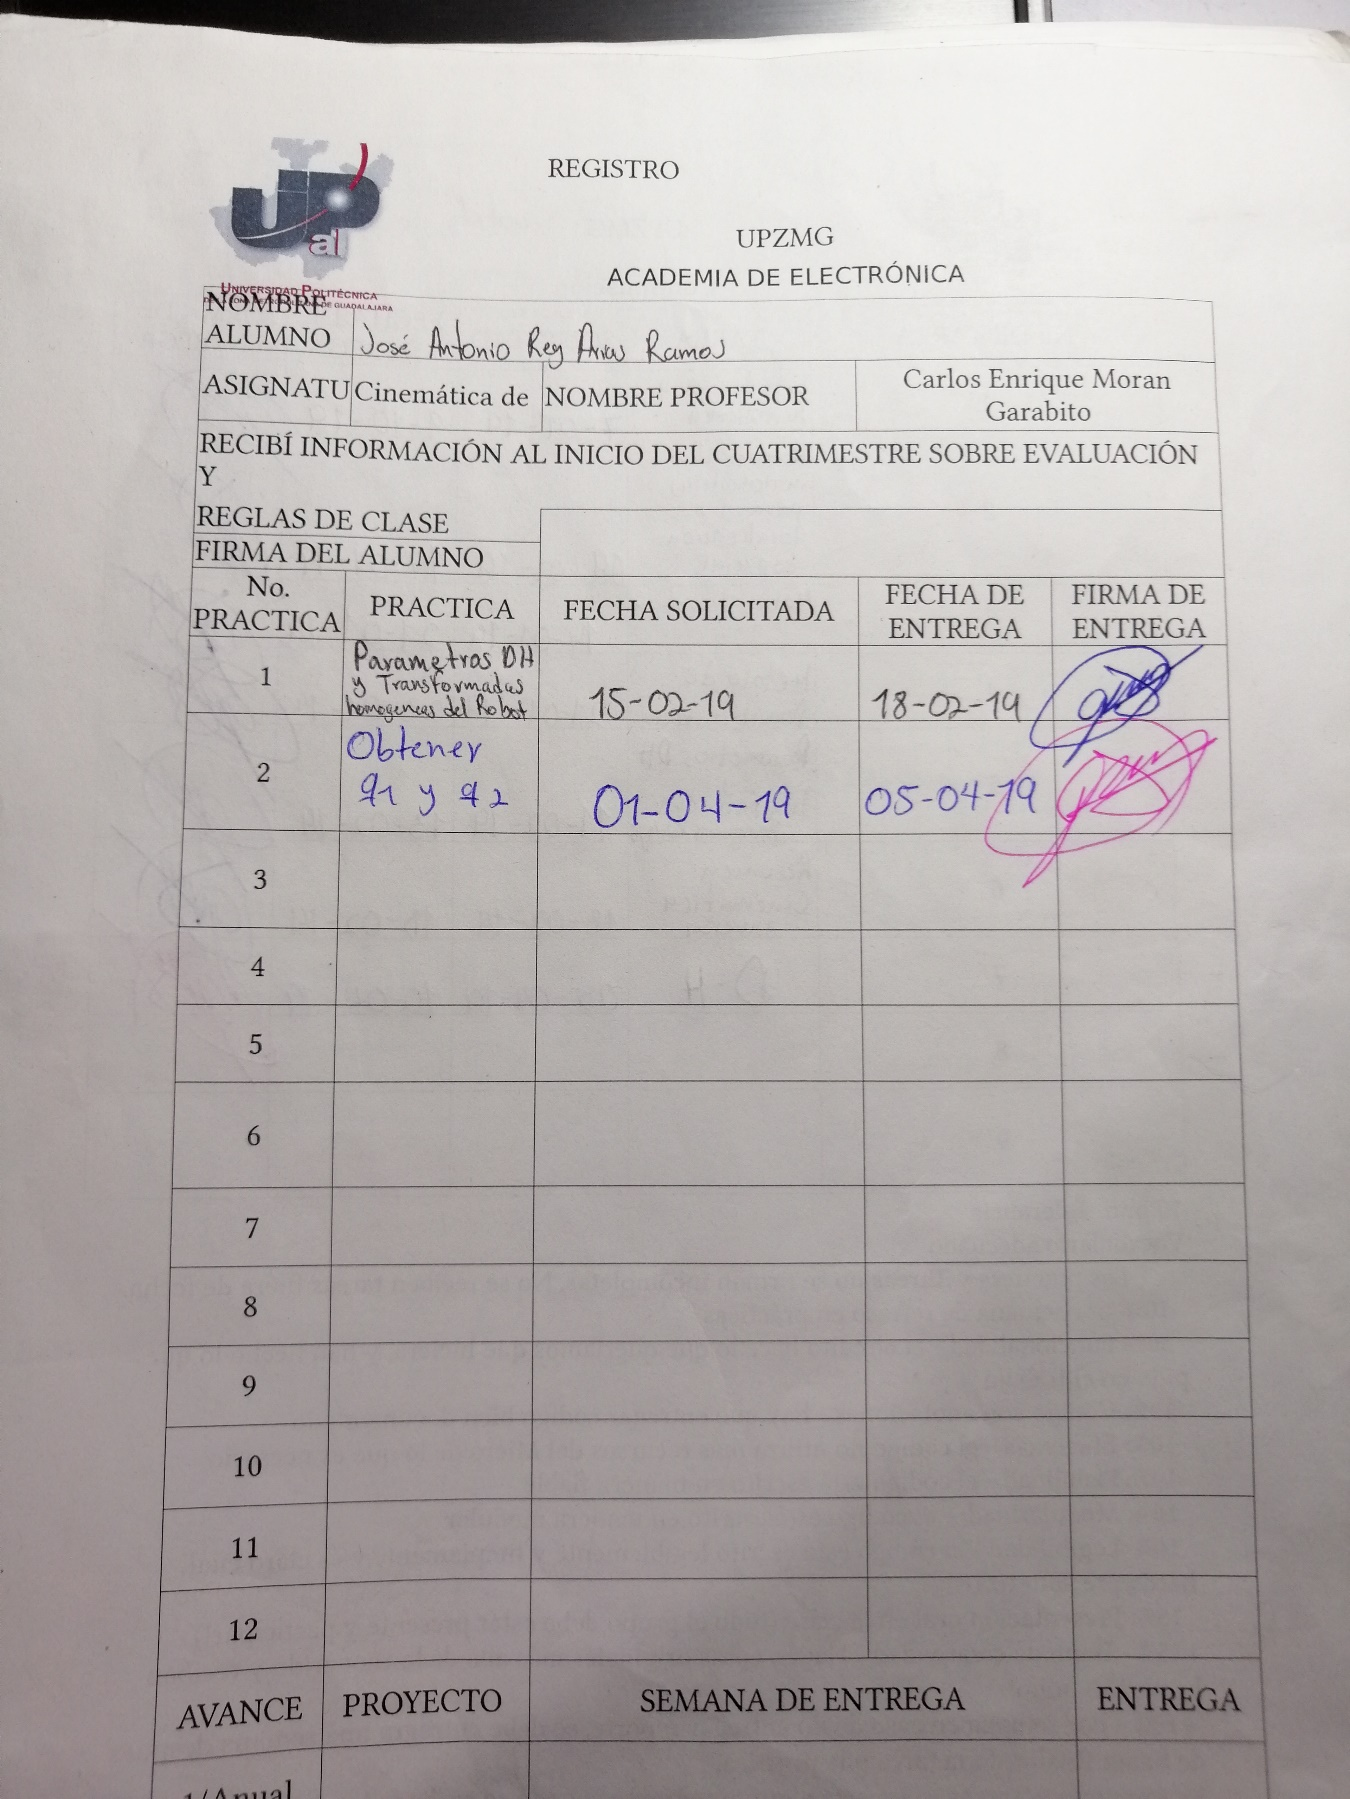 REGISTRO
UPZMG
ACADEMIA DE ELECTRÓNICA
UP
al
UNIVERSIDAD POLITÉCNICA
DE GUADALAJARA
NOMBRE
ALUMNO José Antonio Rey Arias Ramos
ASIGNATU Cinemática de NOMBRE PROFESOR Carlos Enrique Moran
Garabito
RECIBÍ INFORMACIÓN AL INICIO DEL CUATRIMESTRE SOBRE EVALUACIÓN
Y
REGLAS DE CLASE
FIRMA DEL ALUMNO
No.
PRACTICA PRACTICA FECHA SOLICITADA FECHA DE
ENTREGA FIRMA DE
ENTREGA
1 Parametros DH
y Transformadas
homogeneas del Robot 15-02-19 18-02-19
2 Obtener
q1 y q2 01-04-19 05-04-19
3
4
5
6
7
8
9
10
11
12
AVANCE PROYECTO SEMANA DE ENTREGA ENTREGA
1/Anual